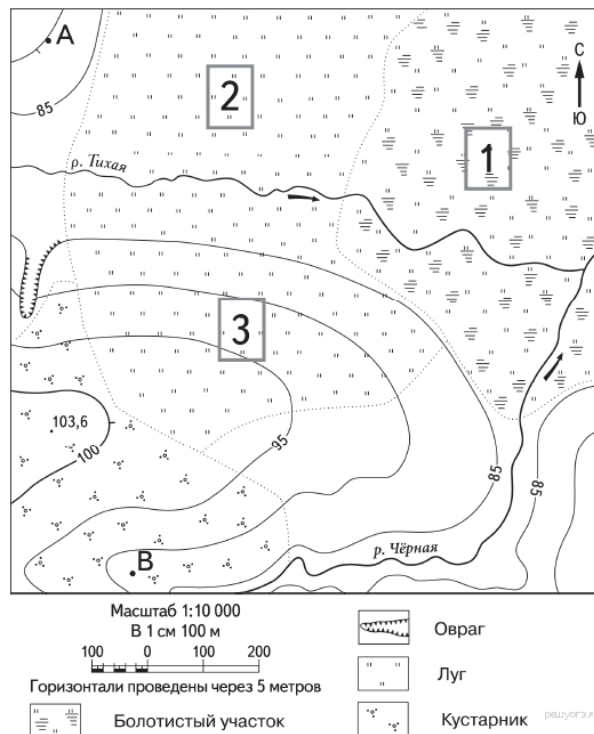 A
85
2
С
Ю
1
р. Тихая
3
103,6
100
95
85
85
B
р. Чёрная
Масштаб 1:10 000
В 1 см 100 м
100 0 100 200
Горизонтали проведены через 5 метров
Болотистый участок
Овраг
Луг
Кустарник